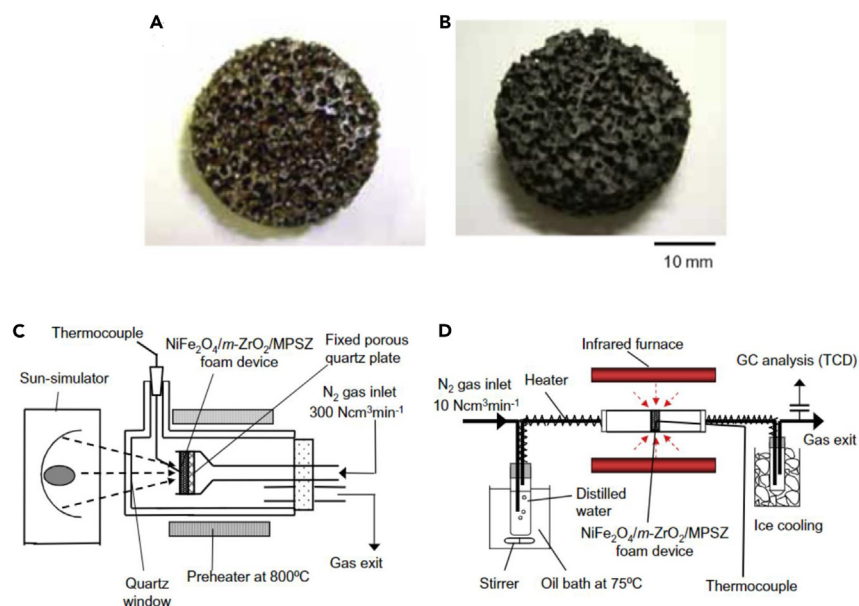 A
B
10 mm
C
Thermocouple
NiFe2O4/m-ZrO2/MPSZ
foam device
Fixed porous
quartz plate
Sun-simulator
N2 gas inlet
300 Ncm3min-1
Gas exit
Preheater at 800ºC
Quartz
window
D
Infrared furnace
GC analysis (TCD)
N2 gas inlet
10 Ncm3min-1
Heater
Gas exit
Distilled
water
Ice cooling
NiFe2O4/m-ZrO2/MPSZ
foam device
Stirrer
Oil bath at 75ºC
Thermocouple